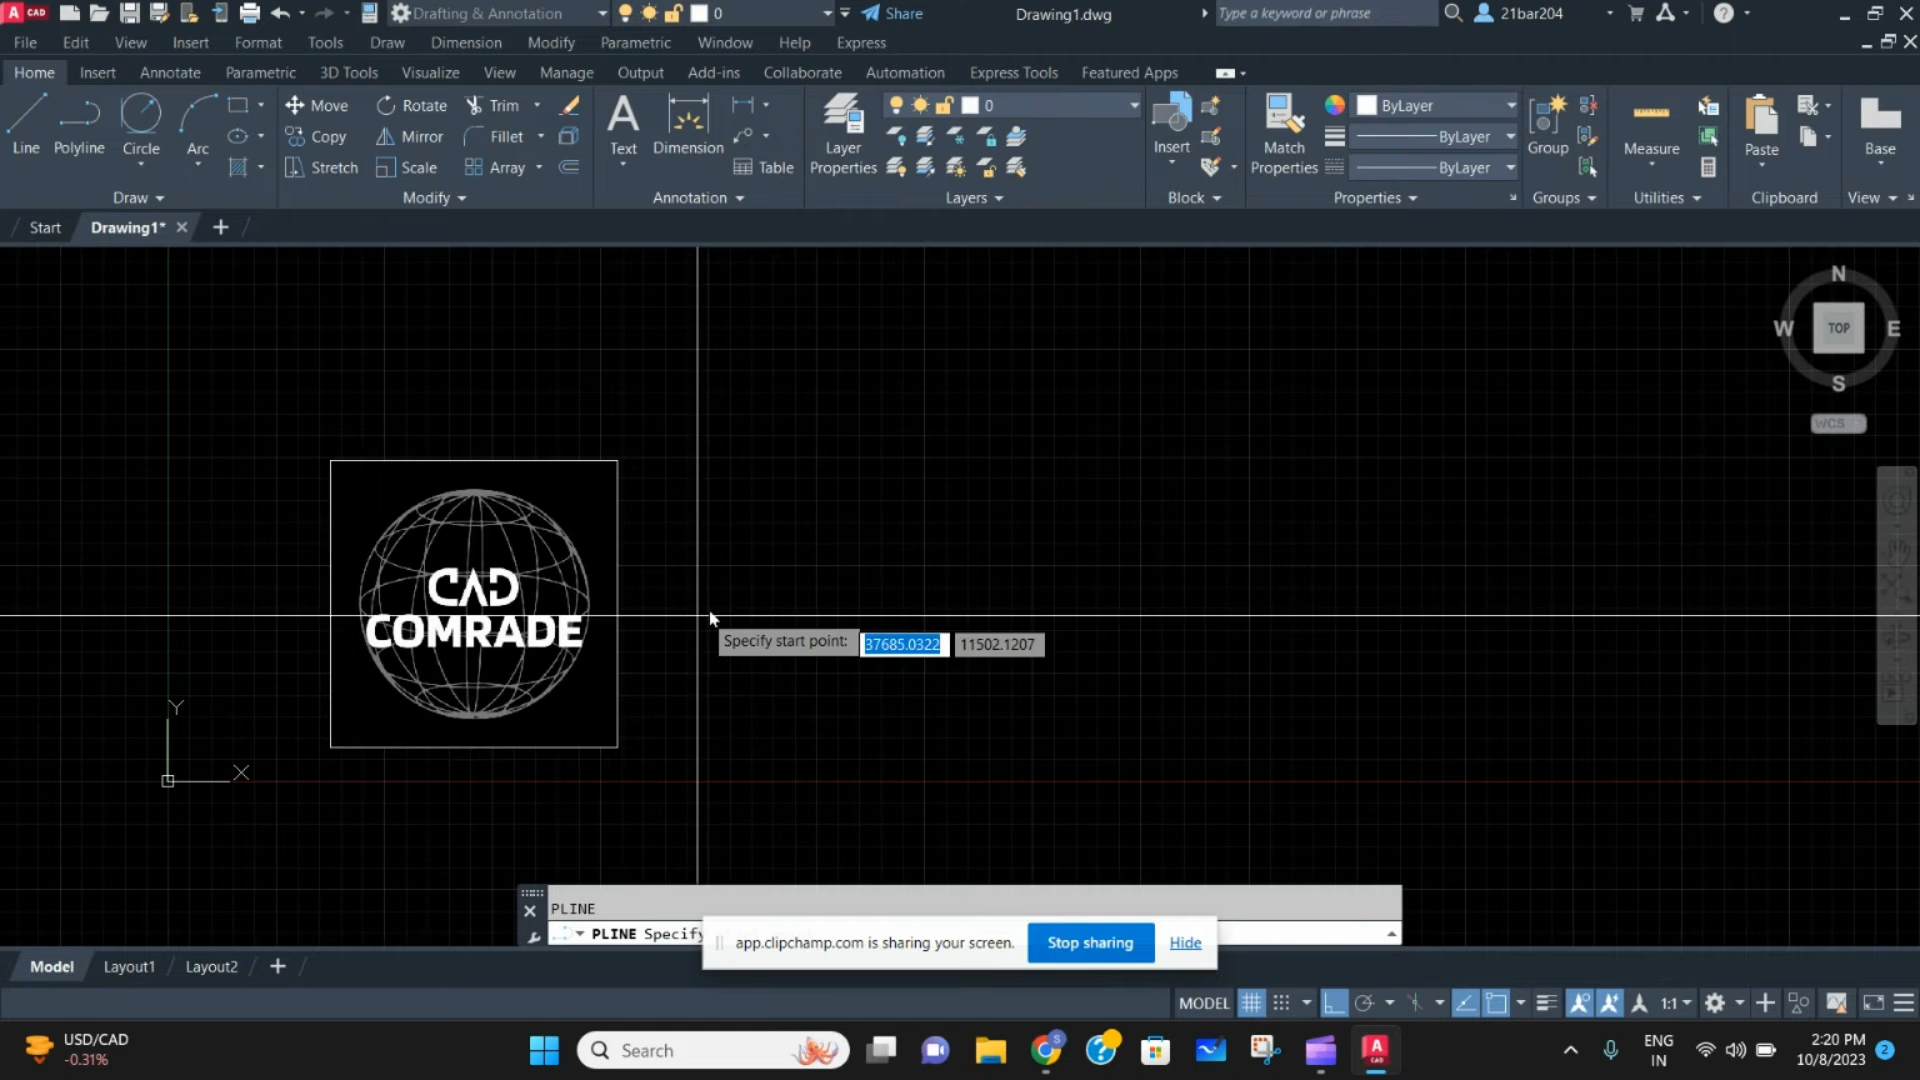 A CAD Drafting & Annotation 0 Share Drawing1.dwg Type a keyword or phrase 21bar204
File Edit View Insert Format Tools Draw Dimension Modify Parametric Window Help Express
Home Insert Annotate Parametric 3D Tools Visualize View Manage Output Add-ins Collaborate Automation Express Tools Featured Apps
Line Polyline Circle Arc
Move Rotate Trim
Copy Mirror Fillet
Stretch Scale Array
Text Dimension Table
Layer Properties 0
Insert
Match Properties
ByLayer
ByLayer
ByLayer
Group Measure Paste Base
Draw Modify Annotation Layers Block Properties Groups Utilities Clipboard View
Start Drawing1* +
N
W TOP E
S
WCS
CAD
COMRADE
Specify start point: 37685.0322 11502.1207
Y
X
PLINE
PLINE Specify
app.clipchamp.com is sharing your screen. Stop sharing Hide
Model Layout1 Layout2 +
MODEL 1:1
USD/CAD
-0.31%
Search
ENG
IN
2:20 PM
10/8/2023
2